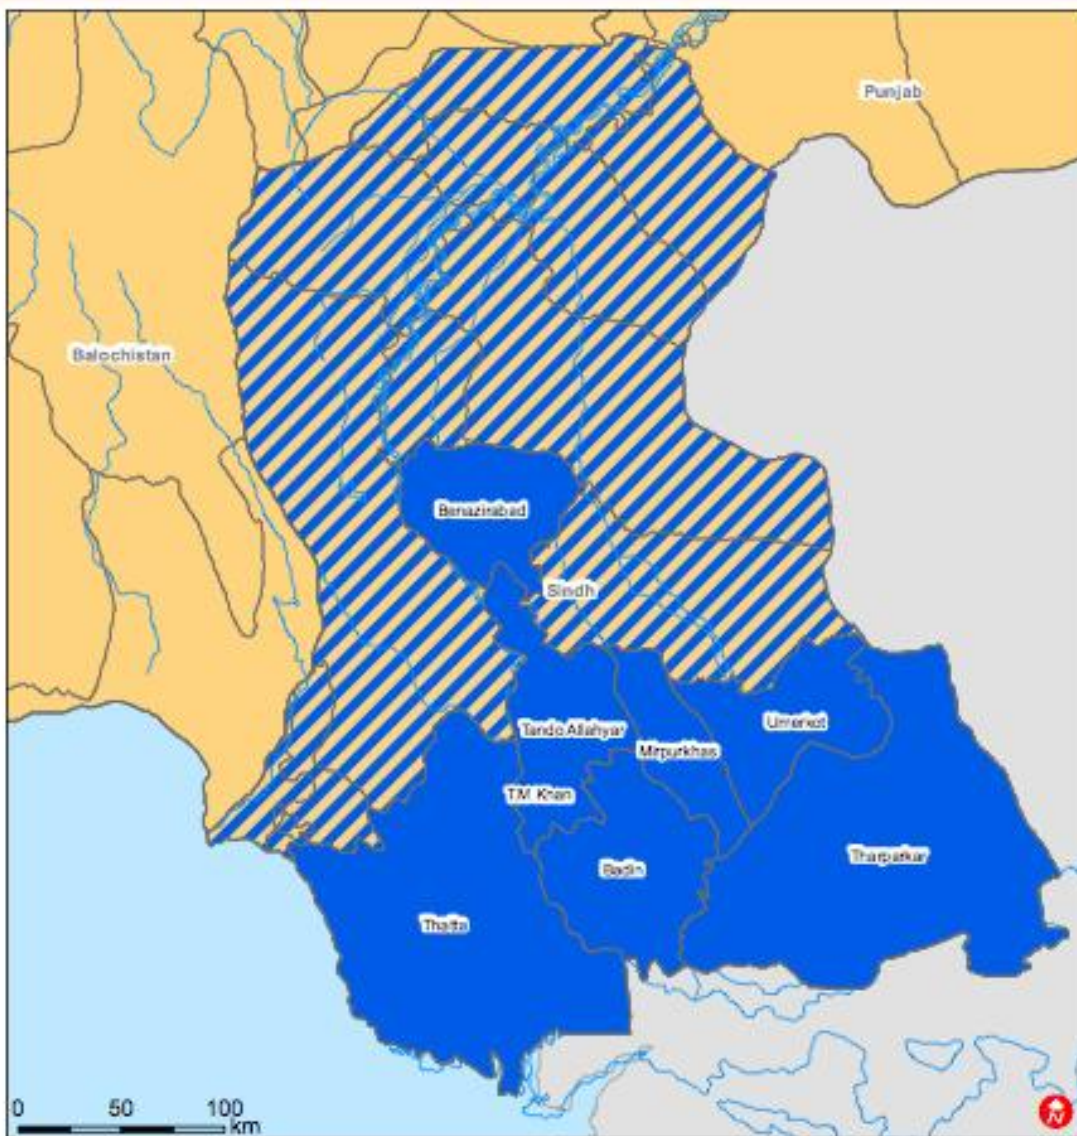 Punjab
Balochistan
Benazirabad
Sindh
Umerkot
Tando Allahyar
Mirpurkhas
T.M. Khan
Tharparkar
Badin
Thatta
0 50 100
km
N